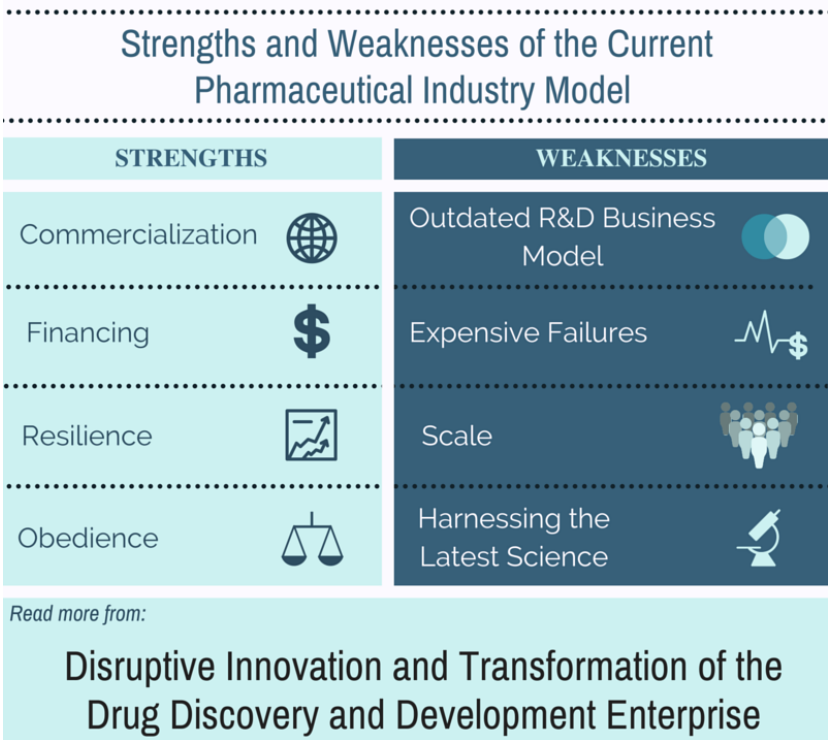 Strengths and Weaknesses of the Current
Pharmaceutical Industry Model
STRENGTHS
Commercialization
Financing
$
Resilience
Obedience
WEAKNESSES
Outdated R&D Business
Model
Expensive Failures
$
Scale
Harnessing the
Latest Science
Read more from:
Disruptive Innovation and Transformation of the
Drug Discovery and Development Enterprise